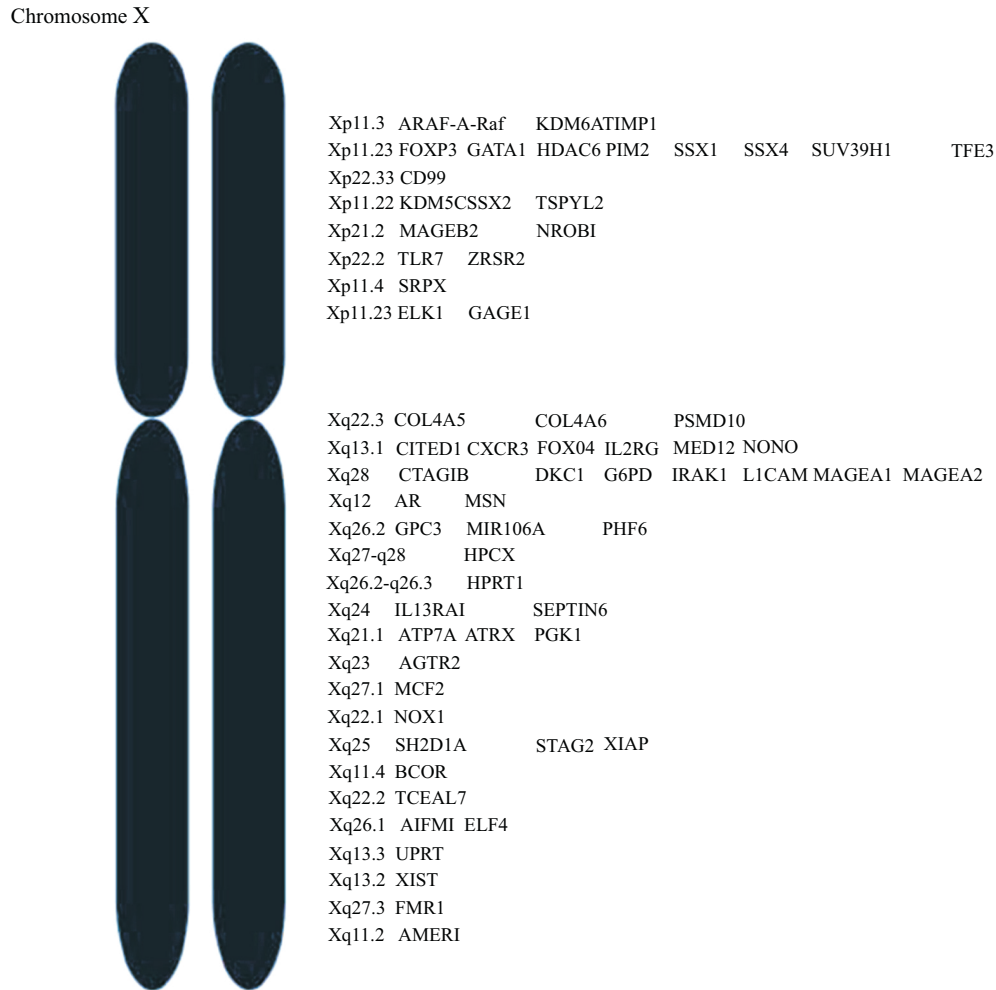 Chromosome X
Xp11.3 ARAF-A-Raf KDM6ATIMP1
Xp11.23 FOXP3 GATA1 HDAC6 PIM2 SSX1 SSX4 SUV39H1 TFE3
Xp22.33 CD99
Xp11.22 KDM5CSSX2 TSPYL2
Xp21.2 MAGEB2 NROBI
Xp22.2 TLR7 ZRSR2
Xp11.4 SRPX
Xp11.23 ELK1 GAGE1
Xq22.3 COL4A5 COL4A6 PSMD10
Xq13.1 CITED1 CXCR3 FOX04 IL2RG MED12 NONO
Xq28 CTAGIB DKC1 G6PD IRAK1 L1CAM MAGEA1 MAGEA2
Xq12 AR MSN
Xq26.2 GPC3 MIR106A PHF6
Xq27-q28 HPCX
Xq26.2-q26.3 HPRT1
Xq24 IL13RAI SEPTIN6
Xq21.1 ATP7A ATRX PGK1
Xq23 AGTR2
Xq27.1 MCF2
Xq22.1 NOX1
Xq25 SH2D1A STAG2 XIAP
Xq11.4 BCOR
Xq22.2 TCEAL7
Xq26.1 AIFMI ELF4
Xq13.3 UPRT
Xq13.2 XIST
Xq27.3 FMR1
Xq11.2 AMERI